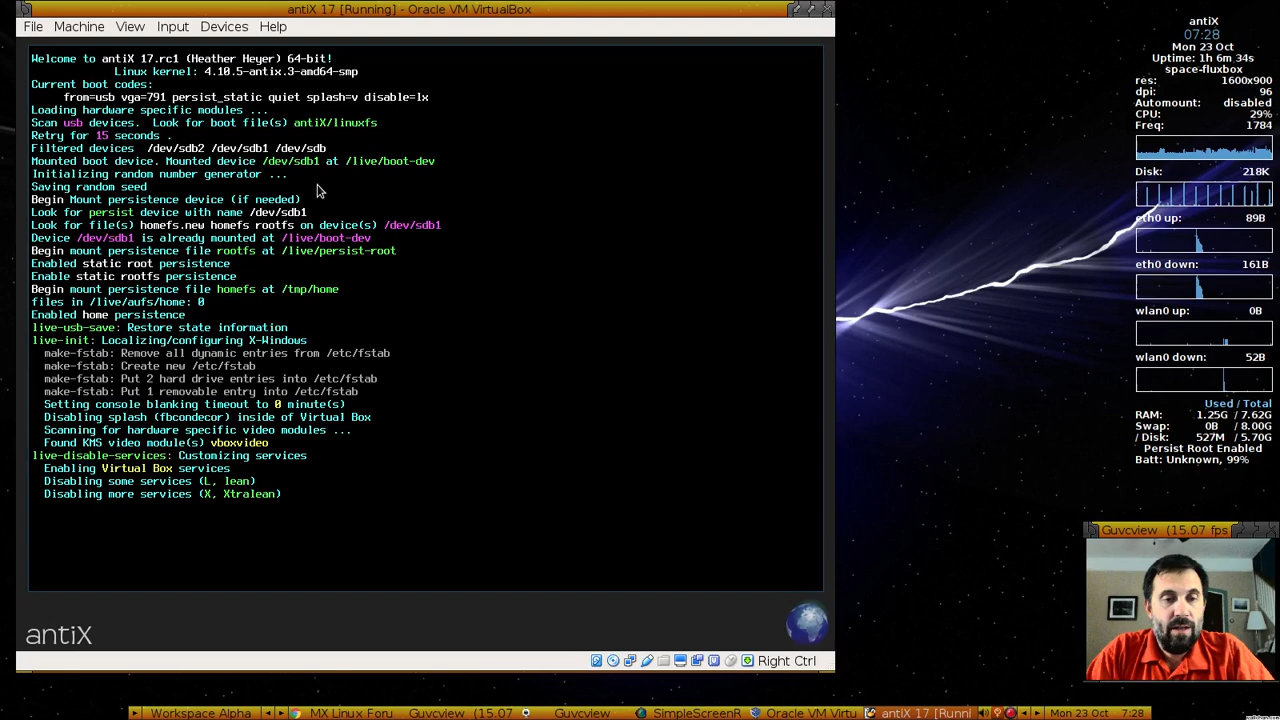 antiX 17 [Running] - Oracle VM VirtualBox
File Machine View Input Devices Help
Welcome to antiX 17.rc1 (Heather Heyer) 64-bit!
Linux kernel: 4.10.5-antix.3-amd64-smp
Current boot codes:
from=usb vga=791 persist_static quiet splash=v disable=lx
Loading hardware specific modules ...
Scan usb devices. Look for boot file(s) antiX/linuxfs
Retry for 15 seconds .
Filtered devices /dev/sdb2 /dev/sdb1 /dev/sdb
Mounted boot device. Mounted device /dev/sdb1 at /live/boot-dev
Initializing random number generator ...
Saving random seed
Begin Mount persistence device (if needed)
Look for persist device with name /dev/sdb1
Look for file(s) homefs.new homefs rootfs on device(s) /dev/sdb1
Device /dev/sdb1 is already mounted at /live/boot-dev
Begin mount persistence file rootfs at /live/persist-root
Enabled static root persistence
Enable static rootfs persistence
Begin mount persistence file homefs at /tmp/home
files in /live/aufs/home: 0
Enabled home persistence
live-usb-save: Restore state information
live-init: Localizing/configuring X-Windows
make-fstab: Remove all dynamic entries from /etc/fstab
make-fstab: Create new /etc/fstab
make-fstab: Put 2 hard drive entries into /etc/fstab
make-fstab: Put 1 removable entry into /etc/fstab
Setting console blanking timeout to 0 minute(s)
Disabling splash (fbcondecor) inside of Virtual Box
Scanning for hardware specific video modules ...
Found KMS video module(s) vboxvideo
live-disable-services: Customizing services
Enabling Virtual Box services
Disabling some services (L, lean)
Disabling more services (X, Xtralean)
antiX
Right Ctrl
antiX
07:28
Mon 23 Oct
Uptime: 1h 6m 34s
space-fluxbox
res: 1600x900
dpi: 96
Automount: disabled
CPU: 29%
Freq: 1784
Disk: 218K
eth0 up: 89B
eth0 down: 161B
wlan0 up: 0B
wlan0 down: 52B
Used / Total
RAM: 1.25G / 7.62G
Swap: 0B / 8.00G
/ Disk: 527M / 5.70G
Persist Root Enabled
Batt: Unknown, 99%
Guvcview (15.07 fps
Workspace Alpha MX Linux Foru Guvcview (15.07 Guvcview SimpleScreenR Oracle VM Virtu antiX 17 [Runni Mon 23 Oct 7:28